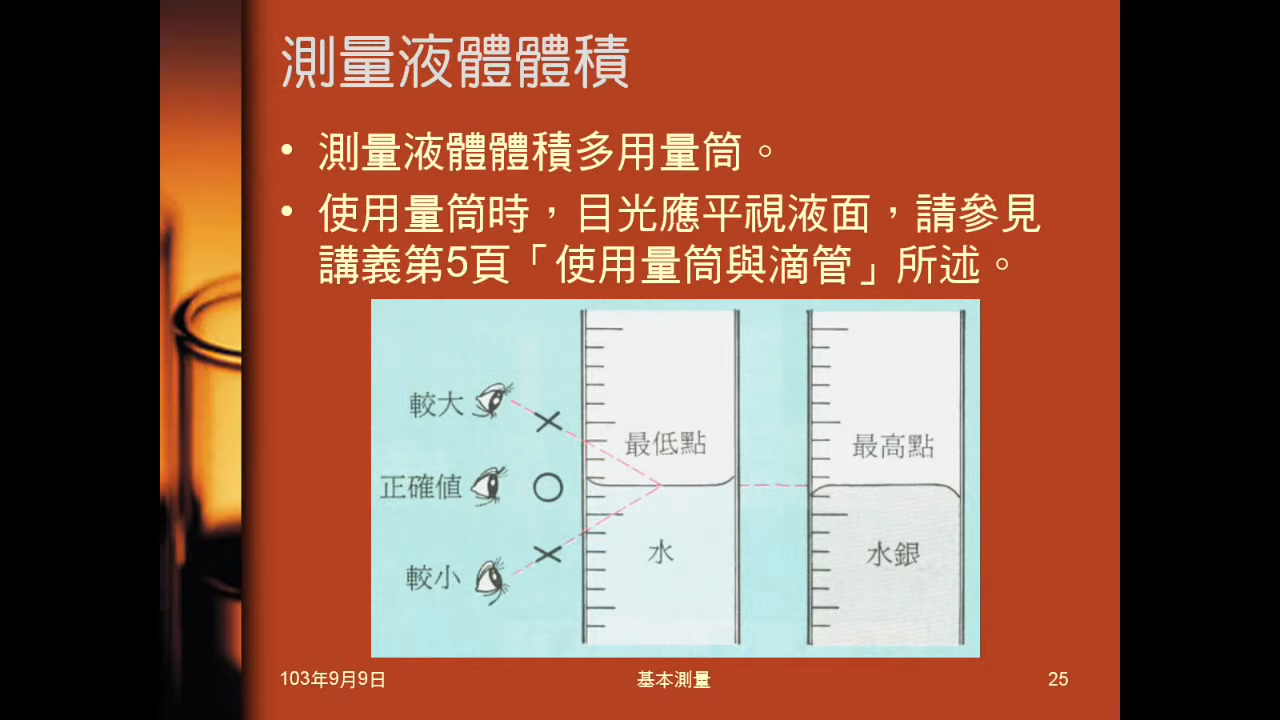 測量液體體積
• 測量液體體積多用量筒。
• 使用量筒時，目光應平視液面，請參見
講義第5頁「使用量筒與滴管」所述。
較大
最低點
最高點
正確値
水
水銀
較小
103年9月9日
基本測量
25